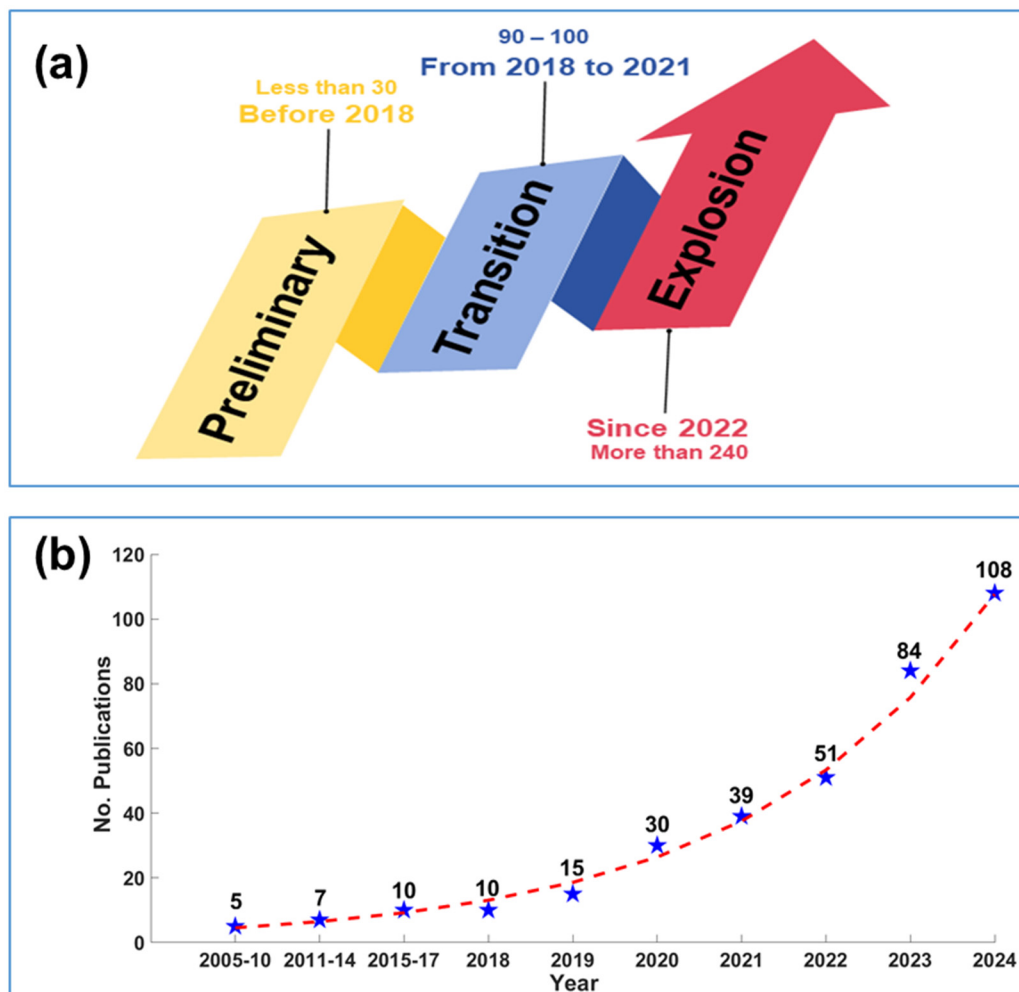 (a)
Less than 30
Before 2018
90 – 100
From 2018 to 2021
Preliminary
Transition
Explosion
Since 2022
More than 240
(b)
No. Publications
120
100
80
60
40
20
0
5
7
10
10
15
30
39
51
84
108
2005-10 2011-14 2015-17 2018 2019 2020 2021 2022 2023 2024
Year